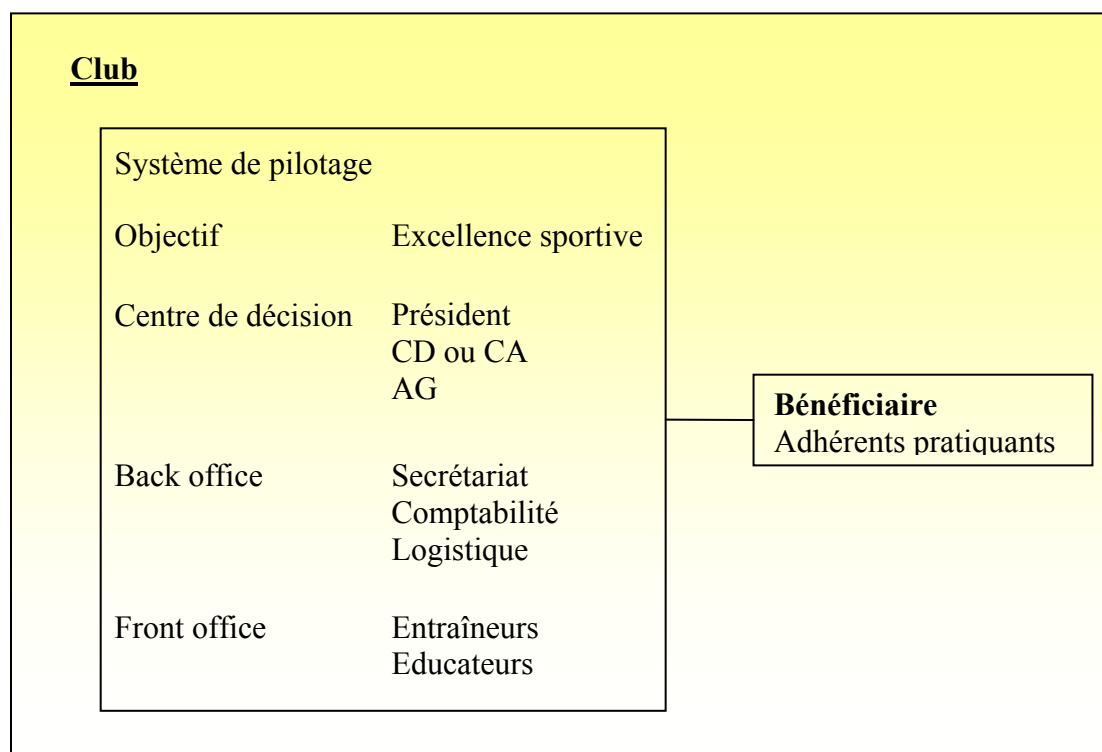 Club
Système de pilotage
Objectif Excellence sportive
Centre de décision Président
CD ou CA
AG
Bénéficiaire
Adhérents pratiquants
Back office Secrétariat
Comptabilité
Logistique
Front office Entraîneurs
Educateurs